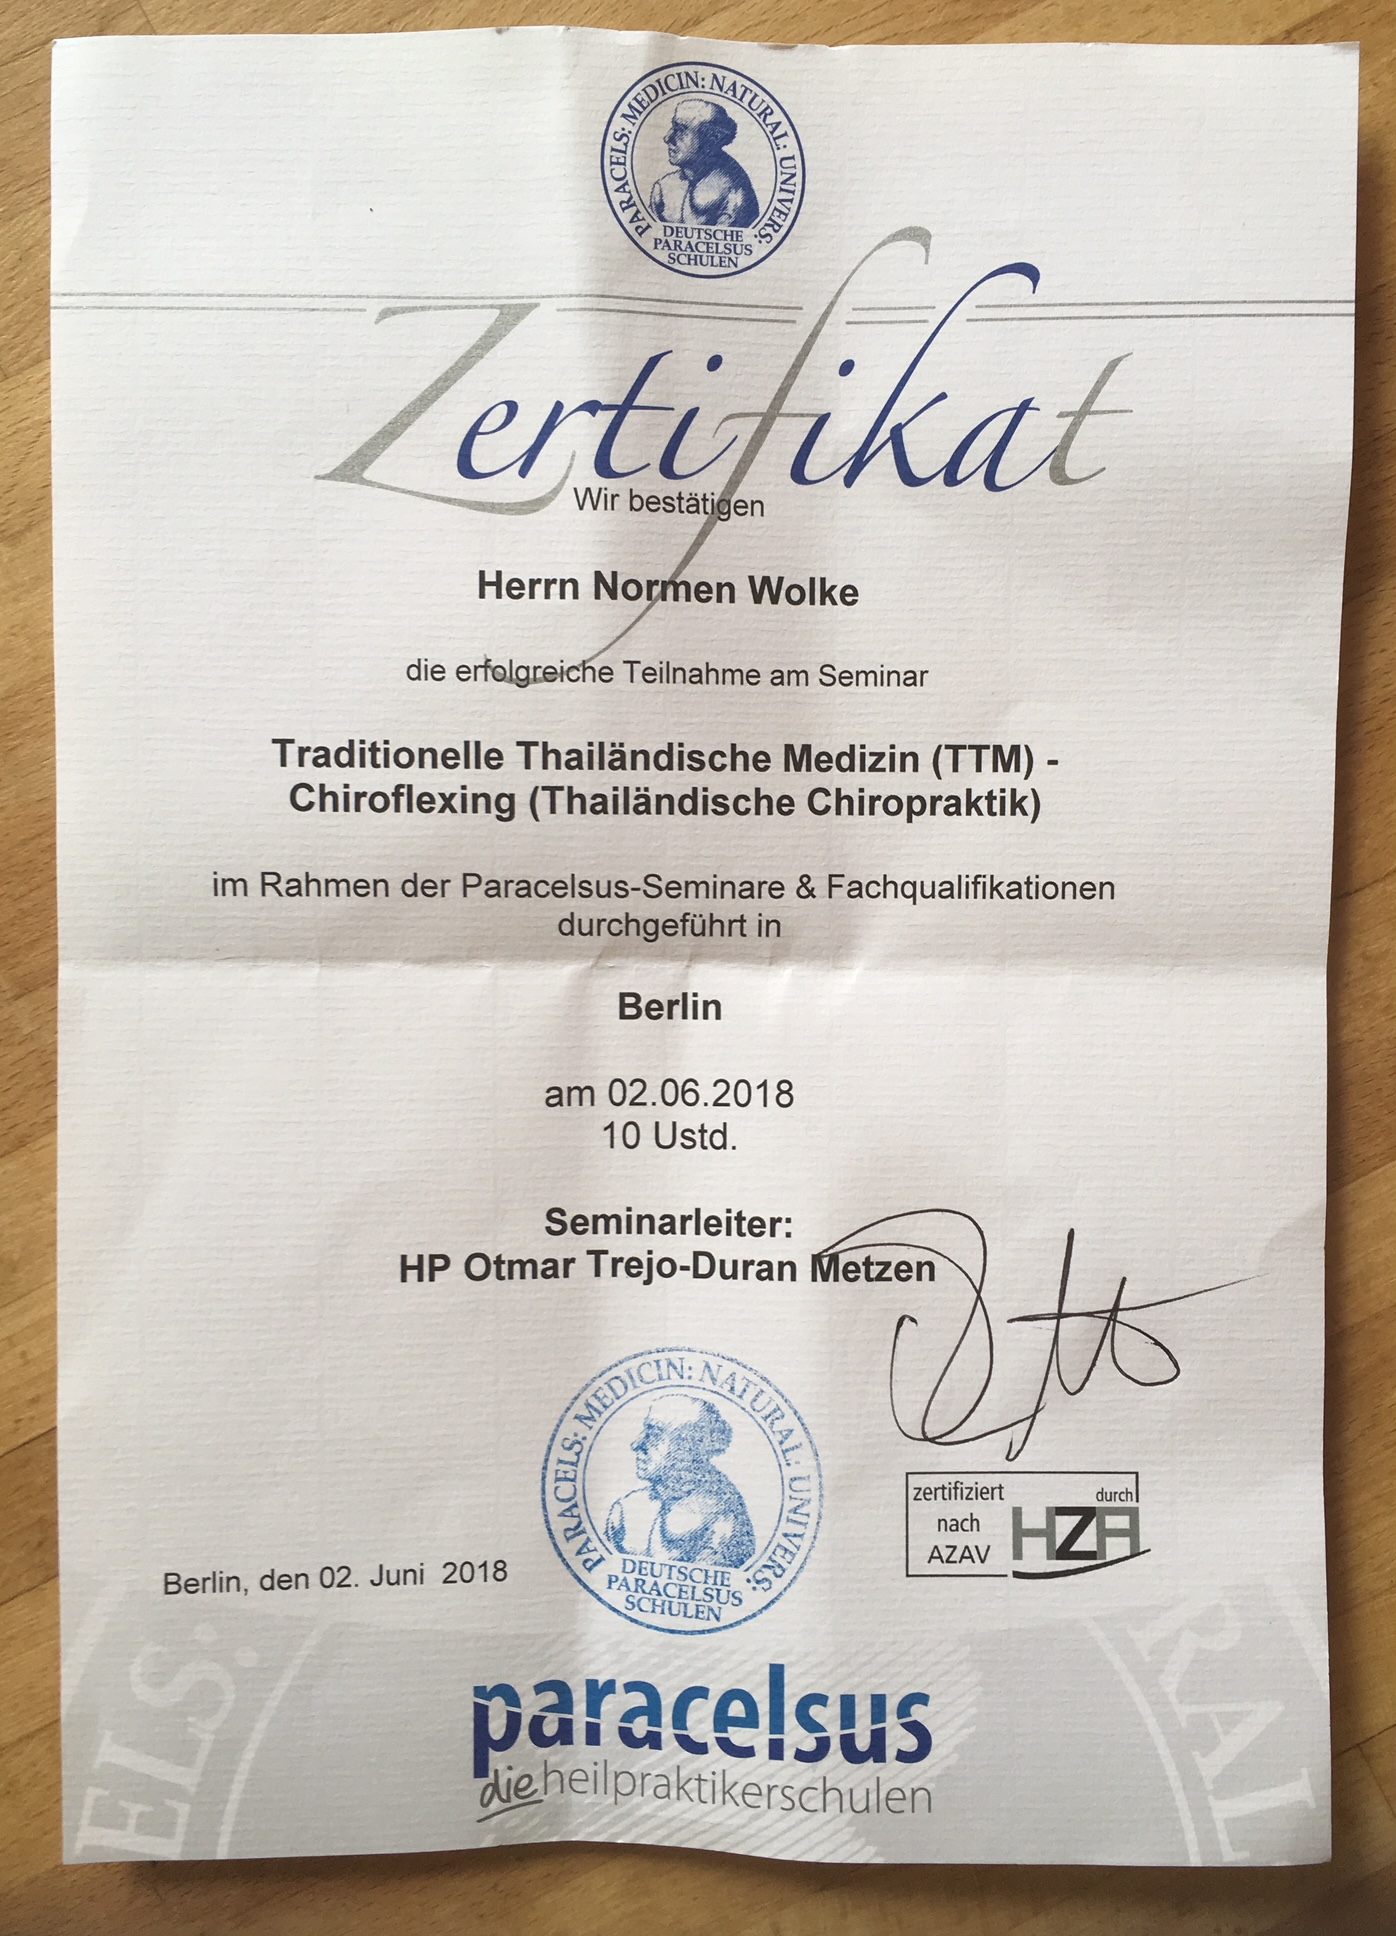 PARACELS: MEDICIN: NATURAL: UNIVERS:
DEUTSCHE
PARACELSUS
SCHULEN
Zertifikat
Wir bestätigen
Herrn Normen Wolke
die erfolgreiche Teilnahme am Seminar
Traditionelle Thailändische Medizin (TTM) -
Chiroflexing (Thailändische Chiropraktik)
im Rahmen der Paracelsus-Seminare & Fachqualifikationen
durchgeführt in
Berlin
am 02.06.2018
10 Ustd.
Seminarleiter:
HP Otmar Trejo-Duran Metzen
PARACELS: MEDICIN: NATURAL: UNIVERS:
DEUTSCHE
PARACELSUS
SCHULEN
zertifiziert durch
nach HZA
AZAV
Berlin, den 02. Juni 2018
ELS: RAL
paracelsus
die heilpraktikerschulen